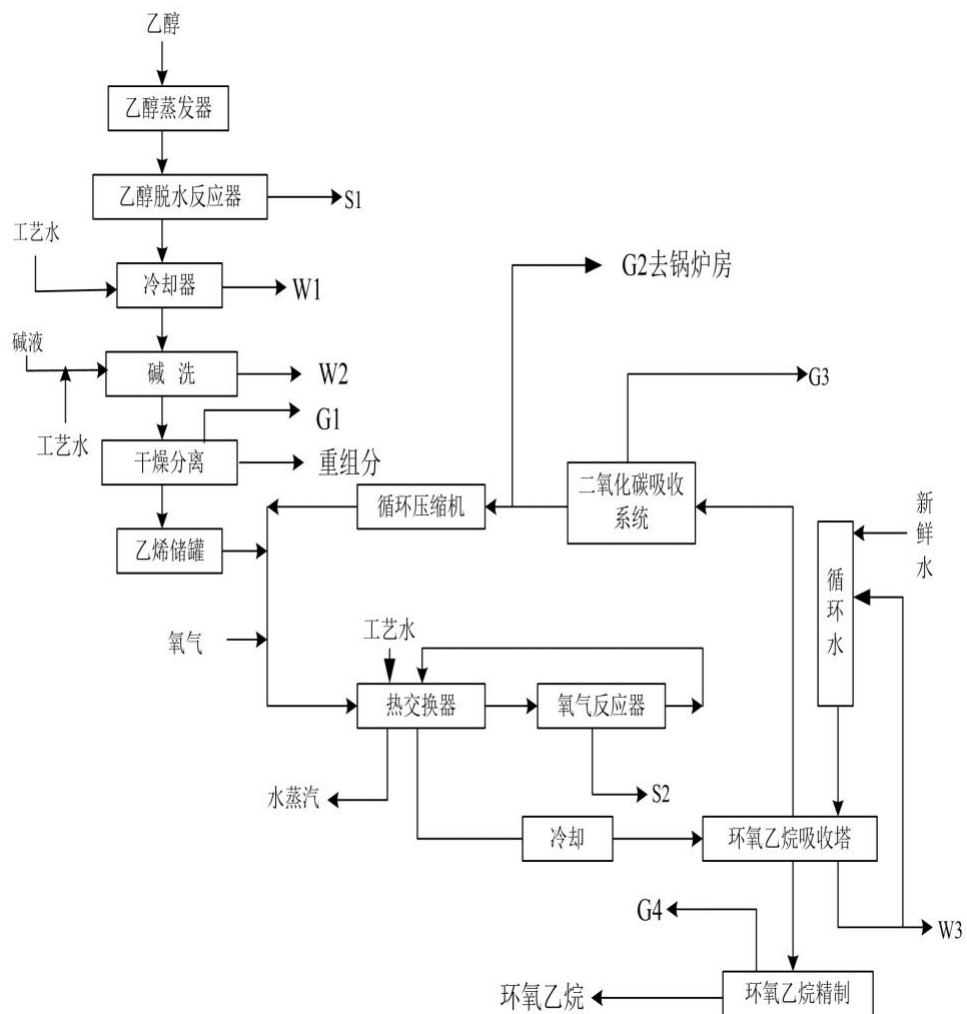 乙醇
乙醇蒸发器
乙醇脱水反应器
S1
工艺水
冷却器
W1
G2去锅炉房
碱液
碱 洗
W2
G3
工艺水
G1
干燥分离
重组分
循环压缩机
二氧化碳吸收
系统
新鲜水
乙烯储罐
循环水
氧气
工艺水
热交换器
氧气反应器
水蒸汽
S2
冷却
环氧乙烷吸收塔
G4
W3
环氧乙烷
环氧乙烷精制